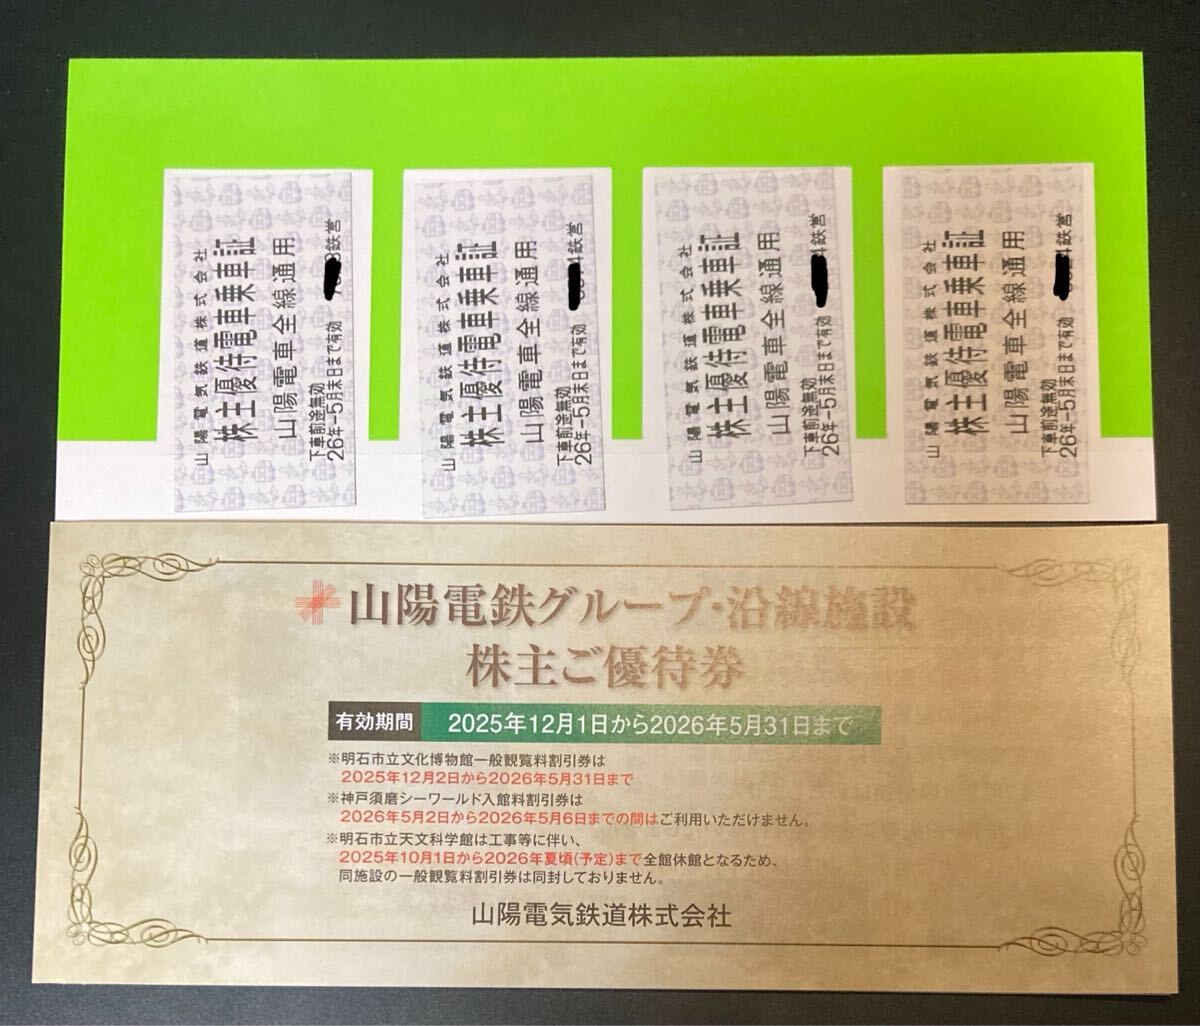 山陽電気鉄道株式会社
株主優待電車乗車証
山陽電車全線通用
下車前途無効
26年-5月末日まで有効 鉄営
山陽電気鉄道株式会社
株主優待電車乗車証
山陽電車全線通用
下車前途無効
26年-5月末日まで有効 鉄営
山陽電気鉄道株式会社
株主優待電車乗車証
山陽電車全線通用
下車前途無効
26年-5月末日まで有効 鉄営
山陽電気鉄道株式会社
株主優待電車乗車証
山陽電車全線通用
下車前途無効
26年-5月末日まで有効 鉄営
山陽電鉄グループ・沿線施設
株主ご優待券
有効期間 2025年12月1日から2026年5月31日まで
※明石市立文化博物館一般観覧料割引券は
2025年12月2日から2026年5月31日まで
※神戸須磨シーワールド入館料割引券は
2026年5月2日から2026年5月6日までの間はご利用いただけません。
※明石市立天文科学館は工事等に伴い、
2025年10月1日から2026年夏頃(予定)まで全館休館となるため、
同施設の一般観覧料割引券は同封しておりません。
山陽電気鉄道株式会社